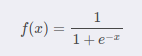 f(x) = 1 / (1 + e^{-x})